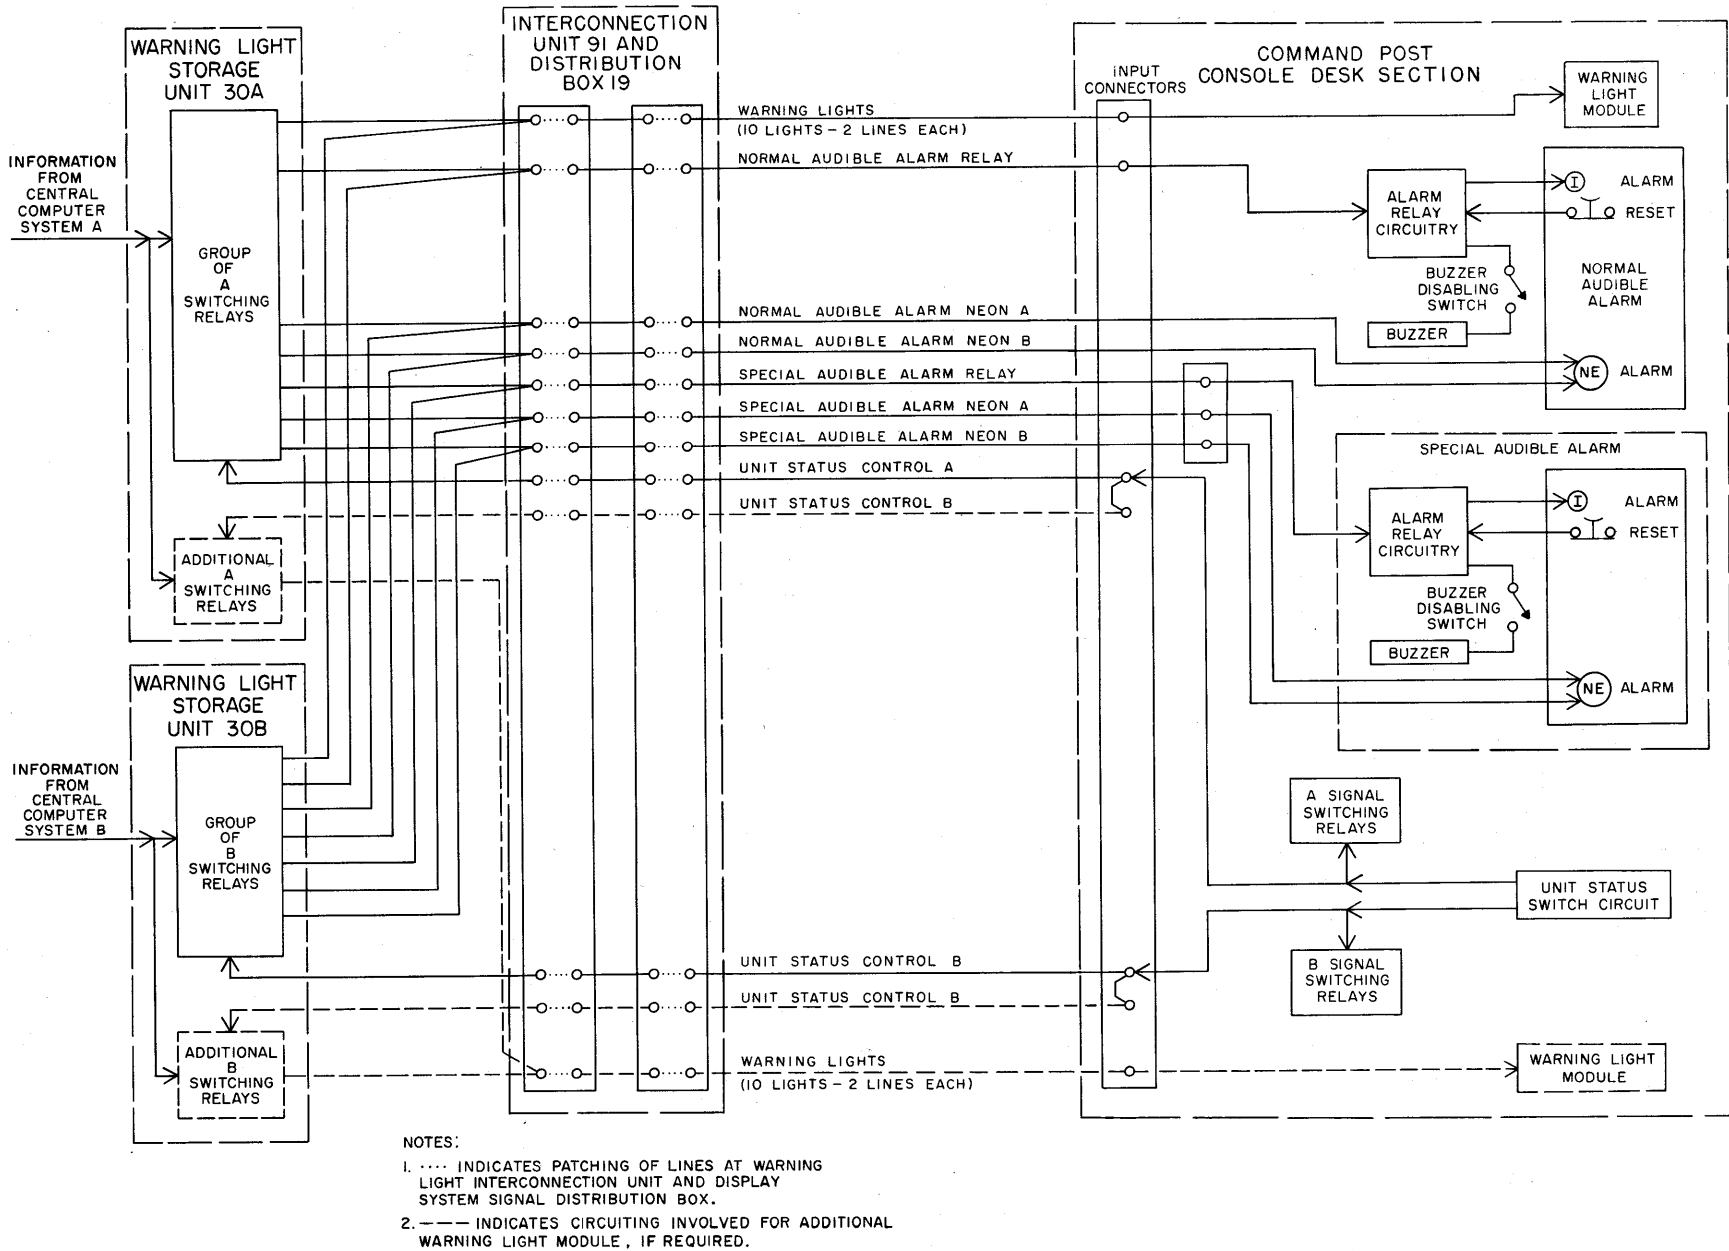 WARNING LIGHT
STORAGE
UNIT 30A
INFORMATION
FROM
CENTRAL
COMPUTER
SYSTEM A
GROUP
OF
A
SWITCHING
RELAYS
ADDITIONAL
A
SWITCHING
RELAYS
WARNING LIGHT
STORAGE
UNIT 30B
INFORMATION
FROM
CENTRAL
COMPUTER
SYSTEM B
GROUP
OF
B
SWITCHING
RELAYS
ADDITIONAL
B
SWITCHING
RELAYS
INTERCONNECTION
UNIT 91 AND
DISTRIBUTION
BOX 19
WARNING LIGHTS
(10 LIGHTS - 2 LINES EACH)
NORMAL AUDIBLE ALARM RELAY
NORMAL AUDIBLE ALARM NEON A
NORMAL AUDIBLE ALARM NEON B
SPECIAL AUDIBLE ALARM RELAY
SPECIAL AUDIBLE ALARM NEON A
SPECIAL AUDIBLE ALARM NEON B
UNIT STATUS CONTROL A
UNIT STATUS CONTROL B
UNIT STATUS CONTROL B
UNIT STATUS CONTROL B
WARNING LIGHTS
(10 LIGHTS - 2 LINES EACH)
COMMAND POST
CONSOLE DESK SECTION
INPUT
CONNECTORS
WARNING
LIGHT
MODULE
ALARM
RELAY
CIRCUITRY
I
ALARM
RESET
BUZZER
DISABLING
SWITCH
BUZZER
NORMAL
AUDIBLE
ALARM
NE
ALARM
SPECIAL AUDIBLE ALARM
ALARM
RELAY
CIRCUITRY
I
ALARM
RESET
BUZZER
DISABLING
SWITCH
BUZZER
NE
ALARM
A SIGNAL
SWITCHING
RELAYS
UNIT STATUS
SWITCH CIRCUIT
B SIGNAL
SWITCHING
RELAYS
WARNING LIGHT
MODULE
NOTES:
1. .... INDICATES PATCHING OF LINES AT WARNING
LIGHT INTERCONNECTION UNIT AND DISPLAY
SYSTEM SIGNAL DISTRIBUTION BOX.
2. --- INDICATES CIRCUITING INVOLVED FOR ADDITIONAL
WARNING LIGHT MODULE, IF REQUIRED.